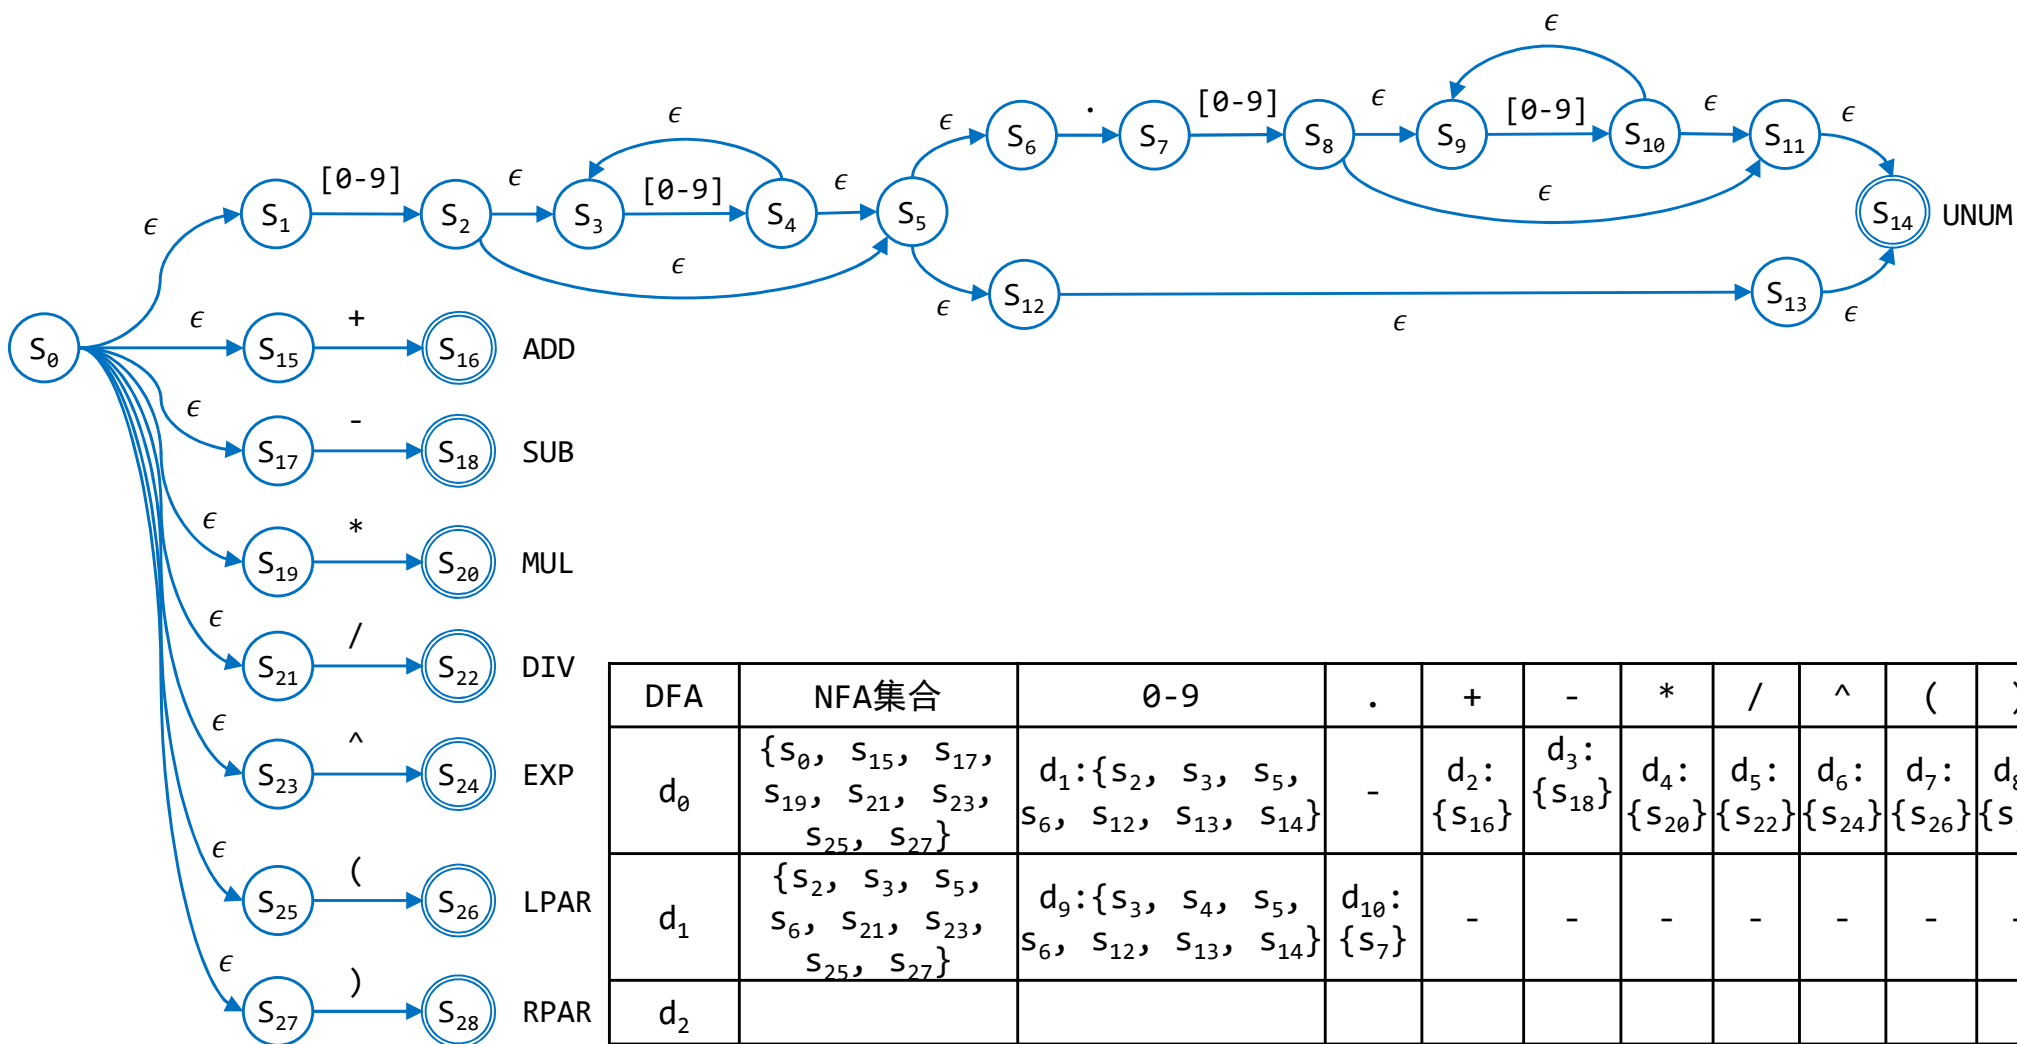 ϵ
ϵ . [0-9] ϵ [0-9] ϵ ϵ
S₆ S₇ S₈ S₉ S₁₀ S₁₁
ϵ
[0-9] ϵ [0-9] ϵ ϵ
S₁ S₂ S₃ S₄ S₅ S₁₄ UNUM
ϵ ϵ ϵ
S₁₂ S₁₃
ϵ ϵ ϵ
S₀ ϵ S₁₅ + S₁₆ ADD
ϵ S₁₇ - S₁₈ SUB
ϵ S₁₉ * S₂₀ MUL
ϵ S₂₁ / S₂₂ DIV
ϵ S₂₃ ^ S₂₄ EXP
ϵ S₂₅ ( S₂₆ LPAR
ϵ S₂₇ ) S₂₈ RPAR
DFA NFA集合 0-9 . + - * / ^ (
d₀
{s₀, s₁₅, s₁₇,
s₁₉, s₂₁, s₂₃,
s₂₅, s₂₇}
d₁:{s₂, s₃, s₅,
s₆, s₁₂, s₁₃, s₁₄}
-
d₂:
{s₁₆}
d₃:
{s₁₈}
d₄:
{s₂₀}
d₅:
{s₂₂}
d₆:
{s₂₄}
d₇:
{s₂₆}
d₁
{s₂, s₃, s₅,
s₆, s₂₁, s₂₃,
s₂₅, s₂₇}
d₉:{s₃, s₄, s₅,
s₆, s₁₂, s₁₃, s₁₄}
d₁₀:
{s₇}
- - - - - -
d₂